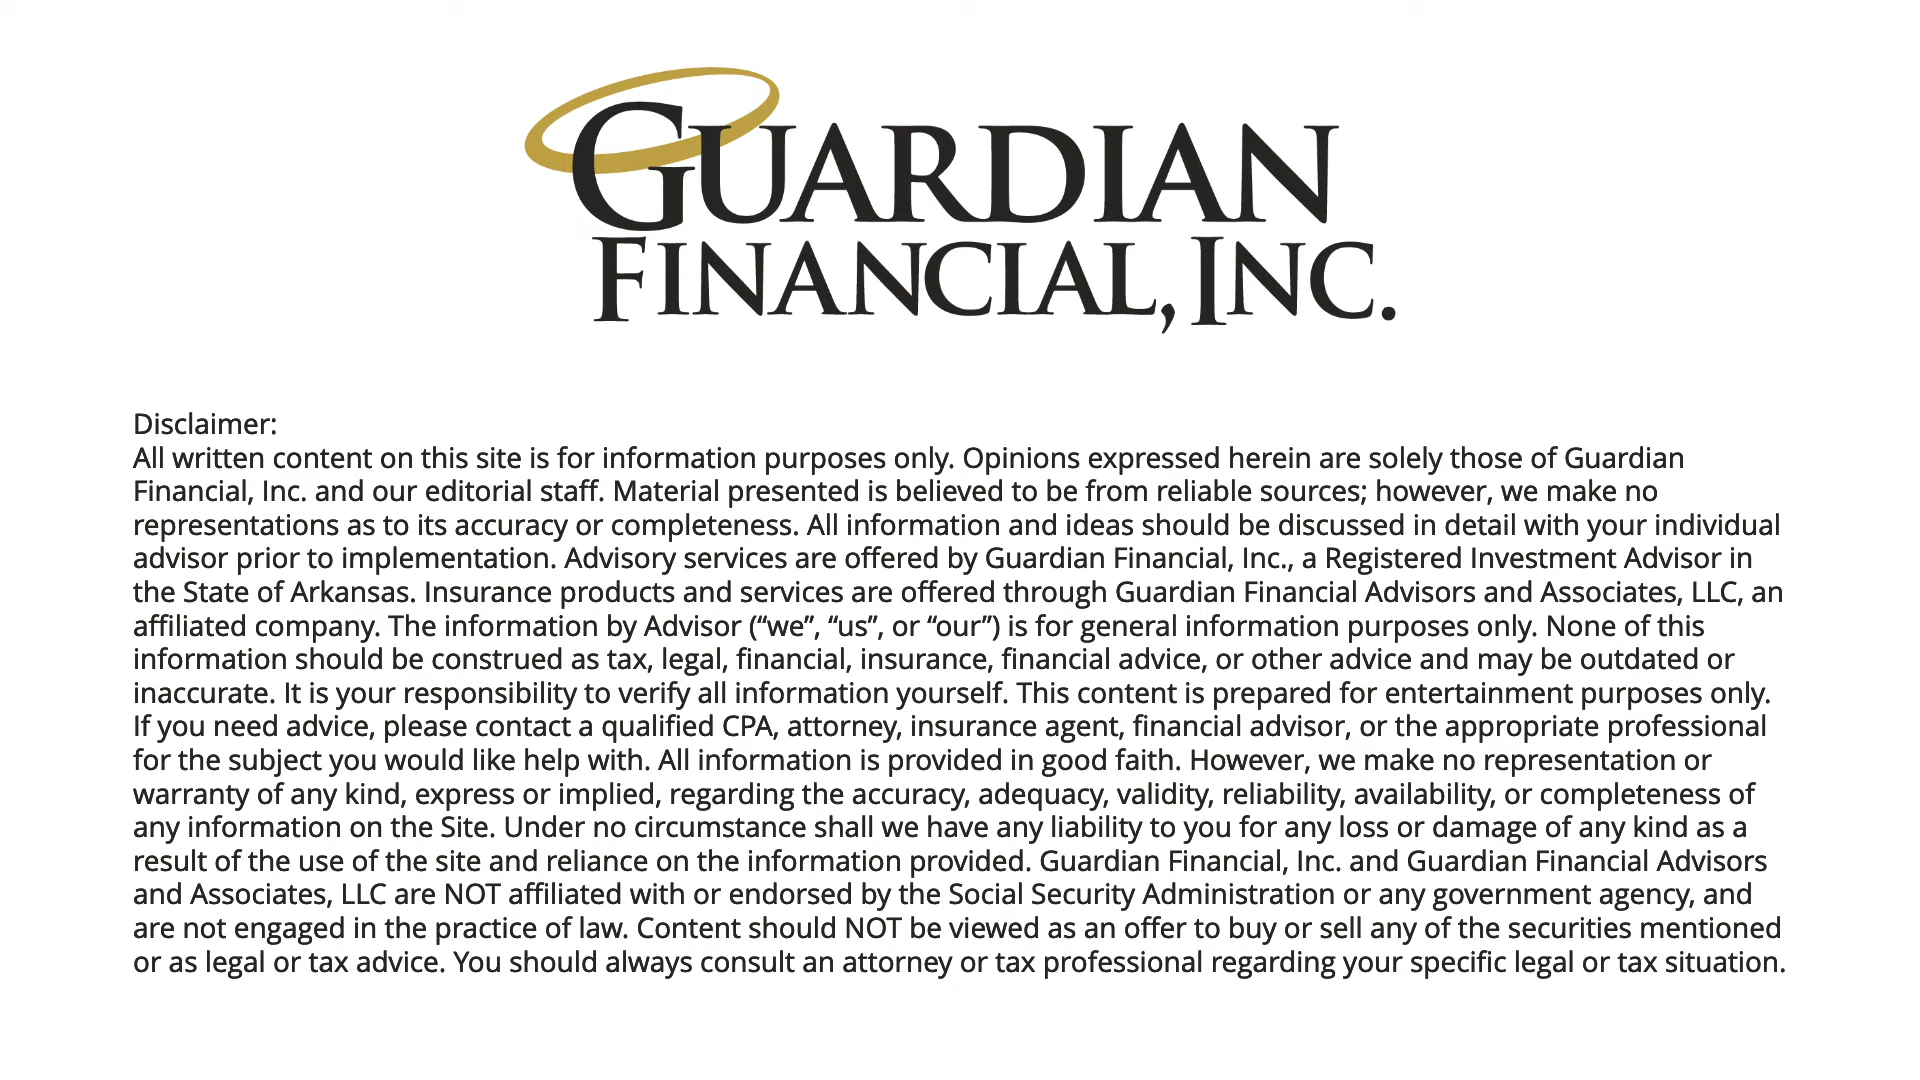 GUARDIAN
FINANCIAL, INC.
Disclaimer:
All written content on this site is for information purposes only. Opinions expressed herein are solely those of Guardian
Financial, Inc. and our editorial staff. Material presented is believed to be from reliable sources; however, we make no
representations as to its accuracy or completeness. All information and ideas should be discussed in detail with your individual
advisor prior to implementation. Advisory services are offered by Guardian Financial, Inc., a Registered Investment Advisor in
the State of Arkansas. Insurance products and services are offered through Guardian Financial Advisors and Associates, LLC, an
affiliated company. The information by Advisor (“we”, “us”, or “our”) is for general information purposes only. None of this
information should be construed as tax, legal, financial, insurance, financial advice, or other advice and may be outdated or
inaccurate. It is your responsibility to verify all information yourself. This content is prepared for entertainment purposes only.
If you need advice, please contact a qualified CPA, attorney, insurance agent, financial advisor, or the appropriate professional
for the subject you would like help with. All information is provided in good faith. However, we make no representation or
warranty of any kind, express or implied, regarding the accuracy, adequacy, validity, reliability, availability, or completeness of
any information on the Site. Under no circumstance shall we have any liability to you for any loss or damage of any kind as a
result of the use of the site and reliance on the information provided. Guardian Financial, Inc. and Guardian Financial Advisors
and Associates, LLC are NOT affiliated with or endorsed by the Social Security Administration or any government agency, and
are not engaged in the practice of law. Content should NOT be viewed as an offer to buy or sell any of the securities mentioned
or as legal or tax advice. You should always consult an attorney or tax professional regarding your specific legal or tax situation.